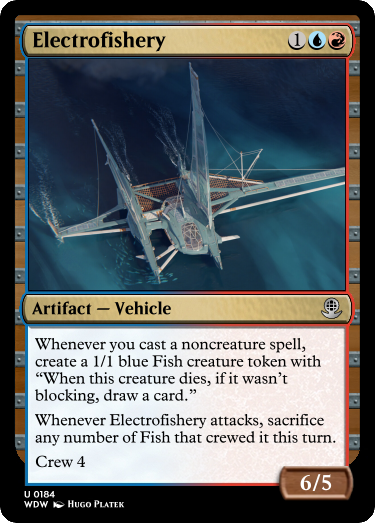 Electrofishery
1
Artifact — Vehicle
Whenever you cast a noncreature spell,
create a 1/1 blue Fish creature token with
“When this creature dies, if it wasn’t
blocking, draw a card.”
Whenever Electrofishery attacks, sacrifice
any number of Fish that crewed it this turn.
Crew 4
6/5
U 0184
WDW Hugo Platek